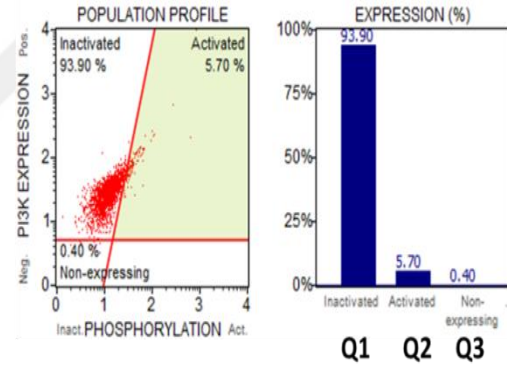 POPULATION PROFILE
Inactivated
93.90 %
Activated
5.70 %
0.40 %
Non-expressing
PI3K EXPRESSION
Neg.
Pos.
4
3
2
1
0
0 1 2 3 4
Inact. PHOSPHORYLATION Act.
EXPRESSION (%)
100%
75%
50%
25%
0%
93.90
5.70
0.40
Inactivated Activated Non-
expressing
Q1 Q2 Q3